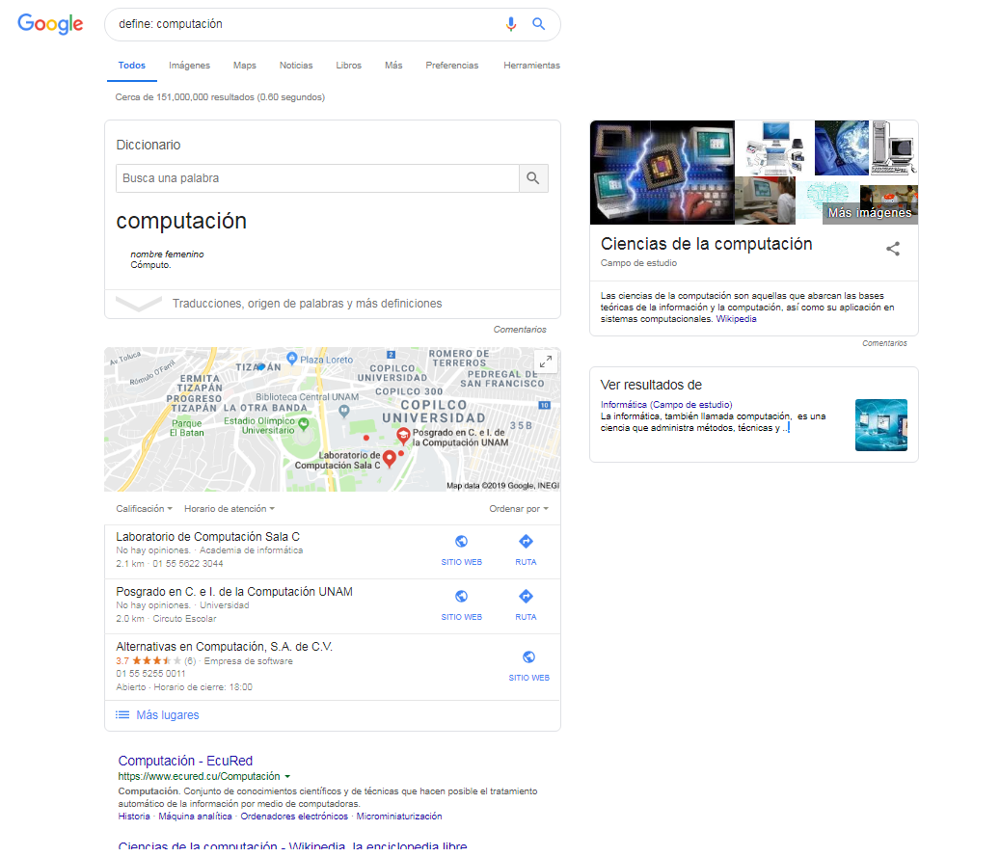 Google
define: computación
Todos Imágenes Maps Noticias Libros Más Preferencias Herramientas
Cerca de 151,000,000 resultados (0.60 segundos)
Diccionario
Busca una palabra
computación
nombre femenino
Cómputo.
Traducciones, origen de palabras y más definiciones
Comentarios
Av Toluca
Rómulo O'Farril
TIZAPÁN
Plaza Loreto
2
COPILCO
UNIVERSIDAD
ROMERO DE
TERREROS
PEDREGAL DE
SAN FRANCISCO
ERMITA
TIZAPÁN
PROGRESO
TIZAPÁN
LA OTRA BANDA
Biblioteca Central UNAM
COPILCO 300
COPILCO
UNIVERSIDAD
10
35B
Parque
El Batan
Estadio Olímpico
Universitario
Posgrado en C. e I. de
la Computación UNAM
Laboratorio de
Computación Sala C
Map data ©2019 Google, INEGI
Calificación Horario de atención Ordenar por
Laboratorio de Computación Sala C
No hay opiniones. · Academia de informática
2.1 km · 01 55 5622 3044
SITIO WEB RUTA
Posgrado en C. e I. de la Computación UNAM
No hay opiniones. · Universidad
2.0 km · Circuto Escolar
SITIO WEB RUTA
Alternativas en Computación, S.A. de C.V.
3.7 (6) · Empresa de software
01 55 5255 0011
Abierto · Horario de cierre: 18:00
SITIO WEB
Más lugares
Computación - EcuRed
https://www.ecured.cu/Computación
Computación. Conjunto de conocimientos científicos y de técnicas que hacen posible el tratamiento
automático de la información por medio de computadoras.
Historia · Máquina analítica · Ordenadores electrónicos · Microminiaturización
Ciencias de la computación - Wikipedia, la enciclopedia libre
Más imágenes
Ciencias de la computación
Campo de estudio
Las ciencias de la computación son aquellas que abarcan las bases
teóricas de la información y la computación, así como su aplicación en
sistemas computacionales. Wikipedia
Comentarios
Ver resultados de
Informática (Campo de estudio)
La informática, también llamada computación, es una
ciencia que administra métodos, técnicas y ..